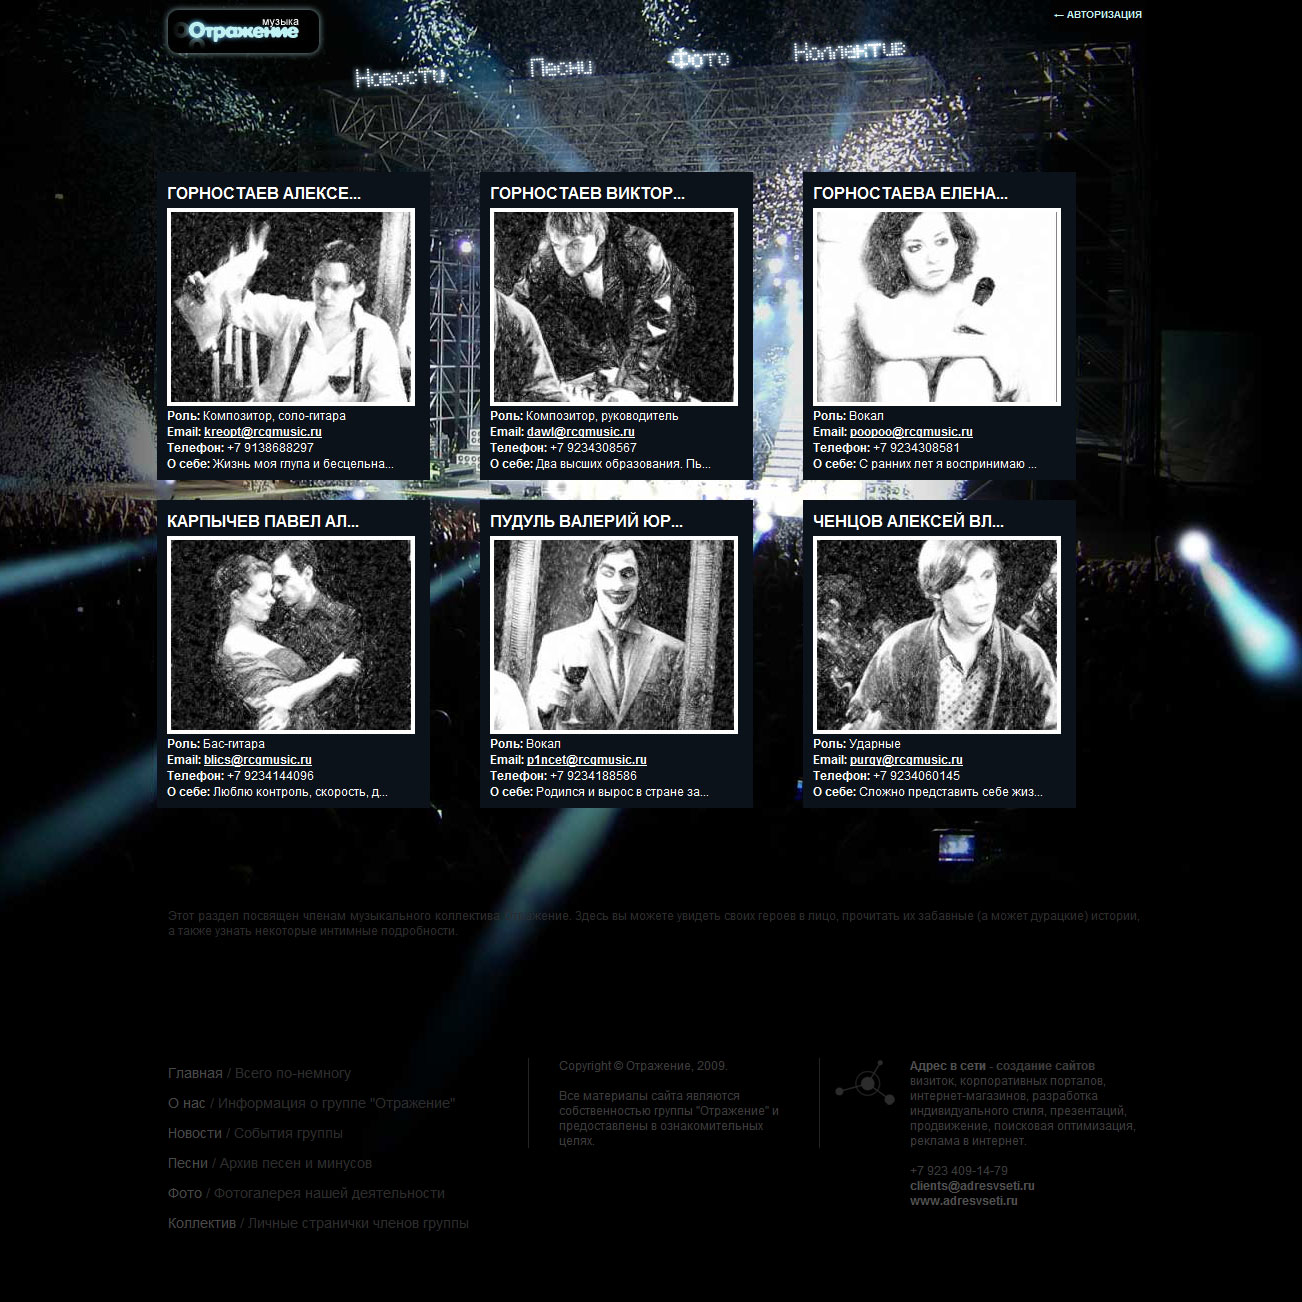 музыка
Отражение
← АВТОРИЗАЦИЯ
Новости
Песни
Фото
Коллектив
ГОРНОСТАЕВ АЛЕКСЕ...
Роль: Композитор, соло-гитара
Email: kreopt@rcqmusic.ru
Телефон: +7 9138688297
О себе: Жизнь моя глупа и бесцельна...
ГОРНОСТАЕВ ВИКТОР...
Роль: Композитор, руководитель
Email: dawl@rcqmusic.ru
Телефон: +7 9234308567
О себе: Два высших образования. Пь...
ГОРНОСТАЕВА ЕЛЕНА...
Роль: Вокал
Email: poopoo@rcqmusic.ru
Телефон: +7 9234308581
О себе: С ранних лет я воспринимаю ...
КАРПЫЧЕВ ПАВЕЛ АЛ...
Роль: Бас-гитара
Email: blics@rcqmusic.ru
Телефон: +7 9234144096
О себе: Люблю контроль, скорость, д...
ПУДУЛЬ ВАЛЕРИЙ ЮР...
Роль: Вокал
Email: p1ncet@rcqmusic.ru
Телефон: +7 9234188586
О себе: Родился и вырос в стране за...
ЧЕНЦОВ АЛЕКСЕЙ ВЛ...
Роль: Ударные
Email: purqy@rcqmusic.ru
Телефон: +7 9234060145
О себе: Сложно представить себе жиз...
Этот раздел посвящен членам музыкального коллектива Отражение. Здесь вы можете увидеть своих героев в лицо, прочитать их забавные (а может дурацкие) истории,
а также узнать некоторые интимные подробности.
Главная / Всего по-немногу
О нас / Информация о группе "Отражение"
Новости / События группы
Песни / Архив песен и минусов
Фото / Фотогалерея нашей деятельности
Коллектив / Личные странички членов группы
Copyright © Отражение, 2009.
Все материалы сайта являются
собственностью группы "Отражение" и
предоставлены в ознакомительных
целях.
Адрес в сети - создание сайтов
визиток, корпоративных порталов,
интернет-магазинов, разработка
индивидуального стиля, презентаций,
продвижение, поисковая оптимизация,
реклама в интернет.
+7 923 409-14-79
clients@adresvseti.ru
www.adresvseti.ru